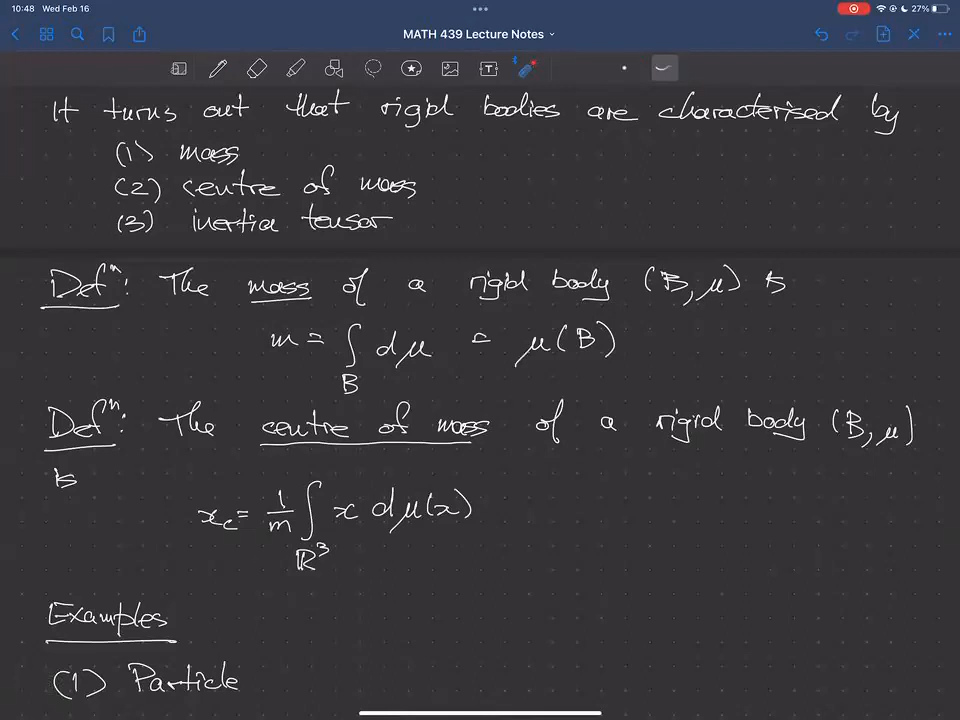 10:48 Wed Feb 16
27%
MATH 439 Lecture Notes
It turns out that rigid bodies are characterised by
(1) mass
(2) centre of mass
(3) inertia tensor
Defⁿ: The mass of a rigid body (B, μ) is
m = ∫_B dμ = μ(B)
Defⁿ: The centre of mass of a rigid body (B, μ)
is
x_c = 1/m ∫_ℝ³ x dμ(x)
Examples
(1) Particle